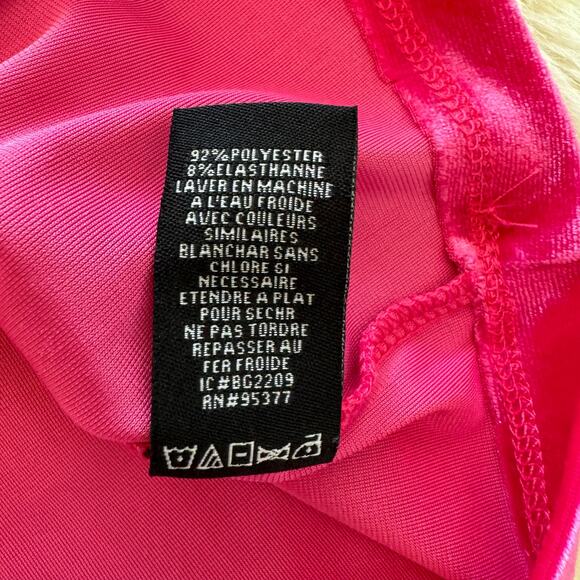 92%POLYESTER
8%ELASTHANNE
LAVER EN MACHINE
A L'EAU FROIDE
AVEC COULEURS
SIMILAIRES
BLANCHAR SANS
CHLORE SI
NECESSAIRE
ETENDRE A PLAT
POUR SECHR
NE PAS TORDRE
REPASSER AU
FER FROIDE
IC#BG2209
RN#95377